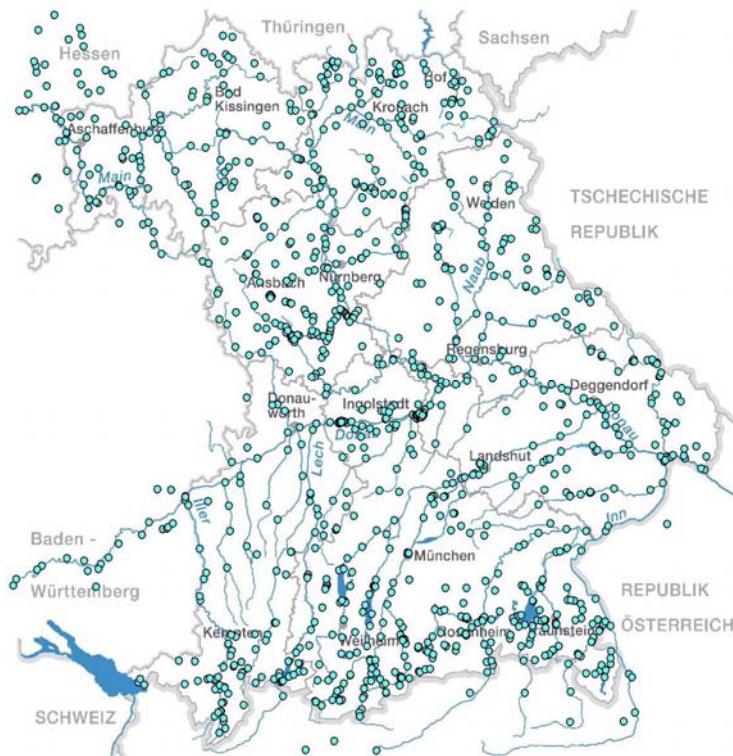 Thüringen
Sachsen
Hessen
Hof
Bad
Kissingen
Kronach
Main
Aschaffenburg
Main
TSCHECHISCHE
REPUBLIK
Weiden
Naab
Nürnberg
Ansbach
Regensburg
Deggendorf
Donau-
wörth
Ingolstadt
Donau
Donau
Lech
Landshut
Iller
Inn
Baden -
Württemberg
München
REPUBLIK
ÖSTERREICH
Kempten
Weilheim
Rosenheim
Traunstein
SCHWEIZ